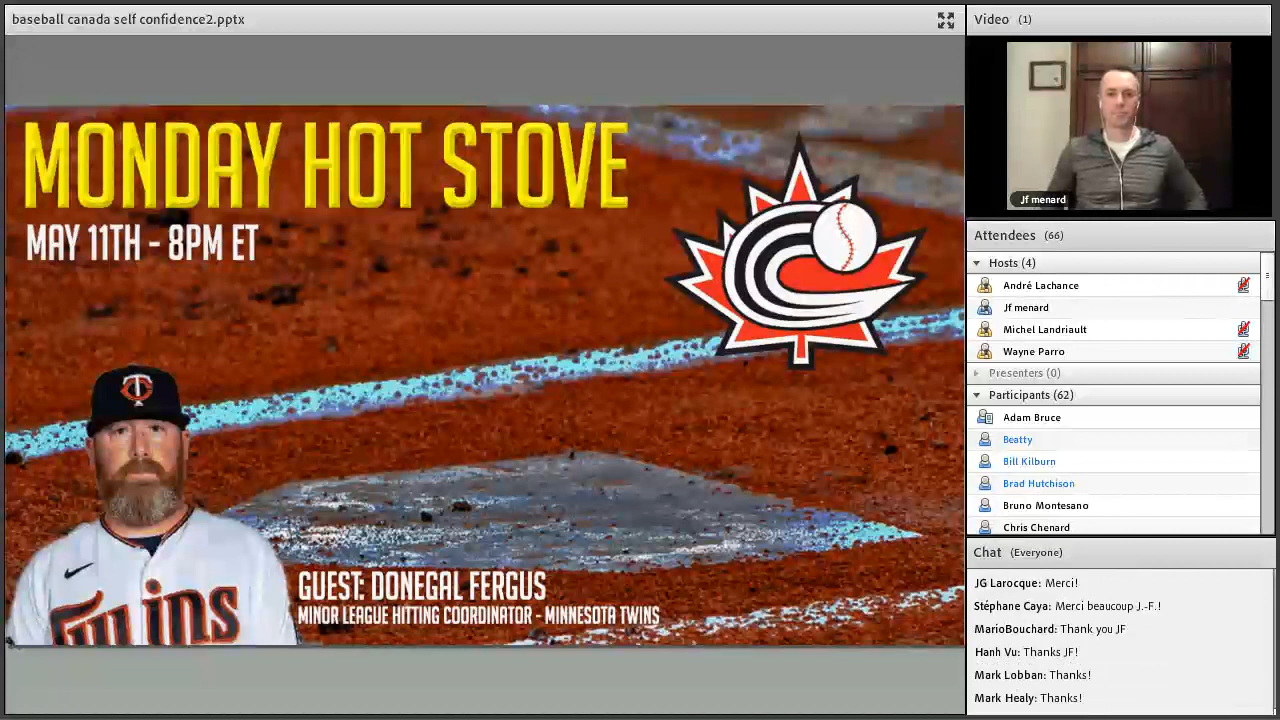 baseball canada self confidence2.pptx
MONDAY HOT STOVE
MAY 11TH - 8PM ET
Twins
GUEST: DONEGAL FERGUS
MINOR LEAGUE HITTING COORDINATOR - MINNESOTA TWINS
Video (1)
Jf menard
Attendees (66)
Hosts (4)
André Lachance
Jf menard
Michel Landriault
Wayne Parro
Presenters (0)
Participants (62)
Adam Bruce
Beatty
Bill Kilburn
Brad Hutchison
Bruno Montesano
Chris Chenard
Chat (Everyone)
JG Larocque: Merci!
Stéphane Caya: Merci beaucoup J.-F.!
MarioBouchard: Thank you JF
Hanh Vu: Thanks JF!
Mark Lobban: Thanks!
Mark Healy: Thanks!